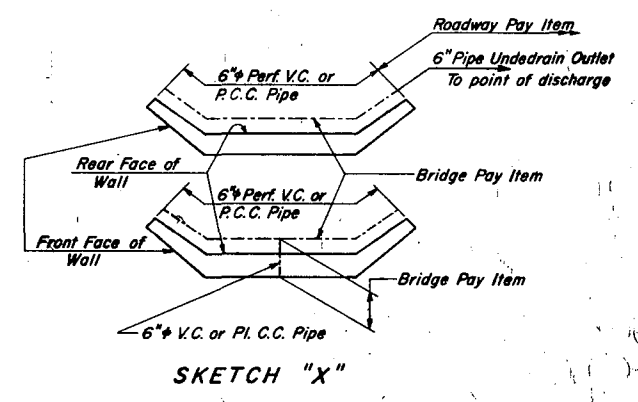 Roadway Pay Item
6"ϕ Perf. V.C. or
P.C.C. Pipe
6" Pipe Undedrain Outlet
To point of discharge
Rear Face of
Wall
Bridge Pay Item
6"ϕ Perf. V.C. or
P.C.C. Pipe
Front Face of
Wall
Bridge Pay Item
6"ϕ V.C. or Pl. C.C. Pipe
SKETCH "X"